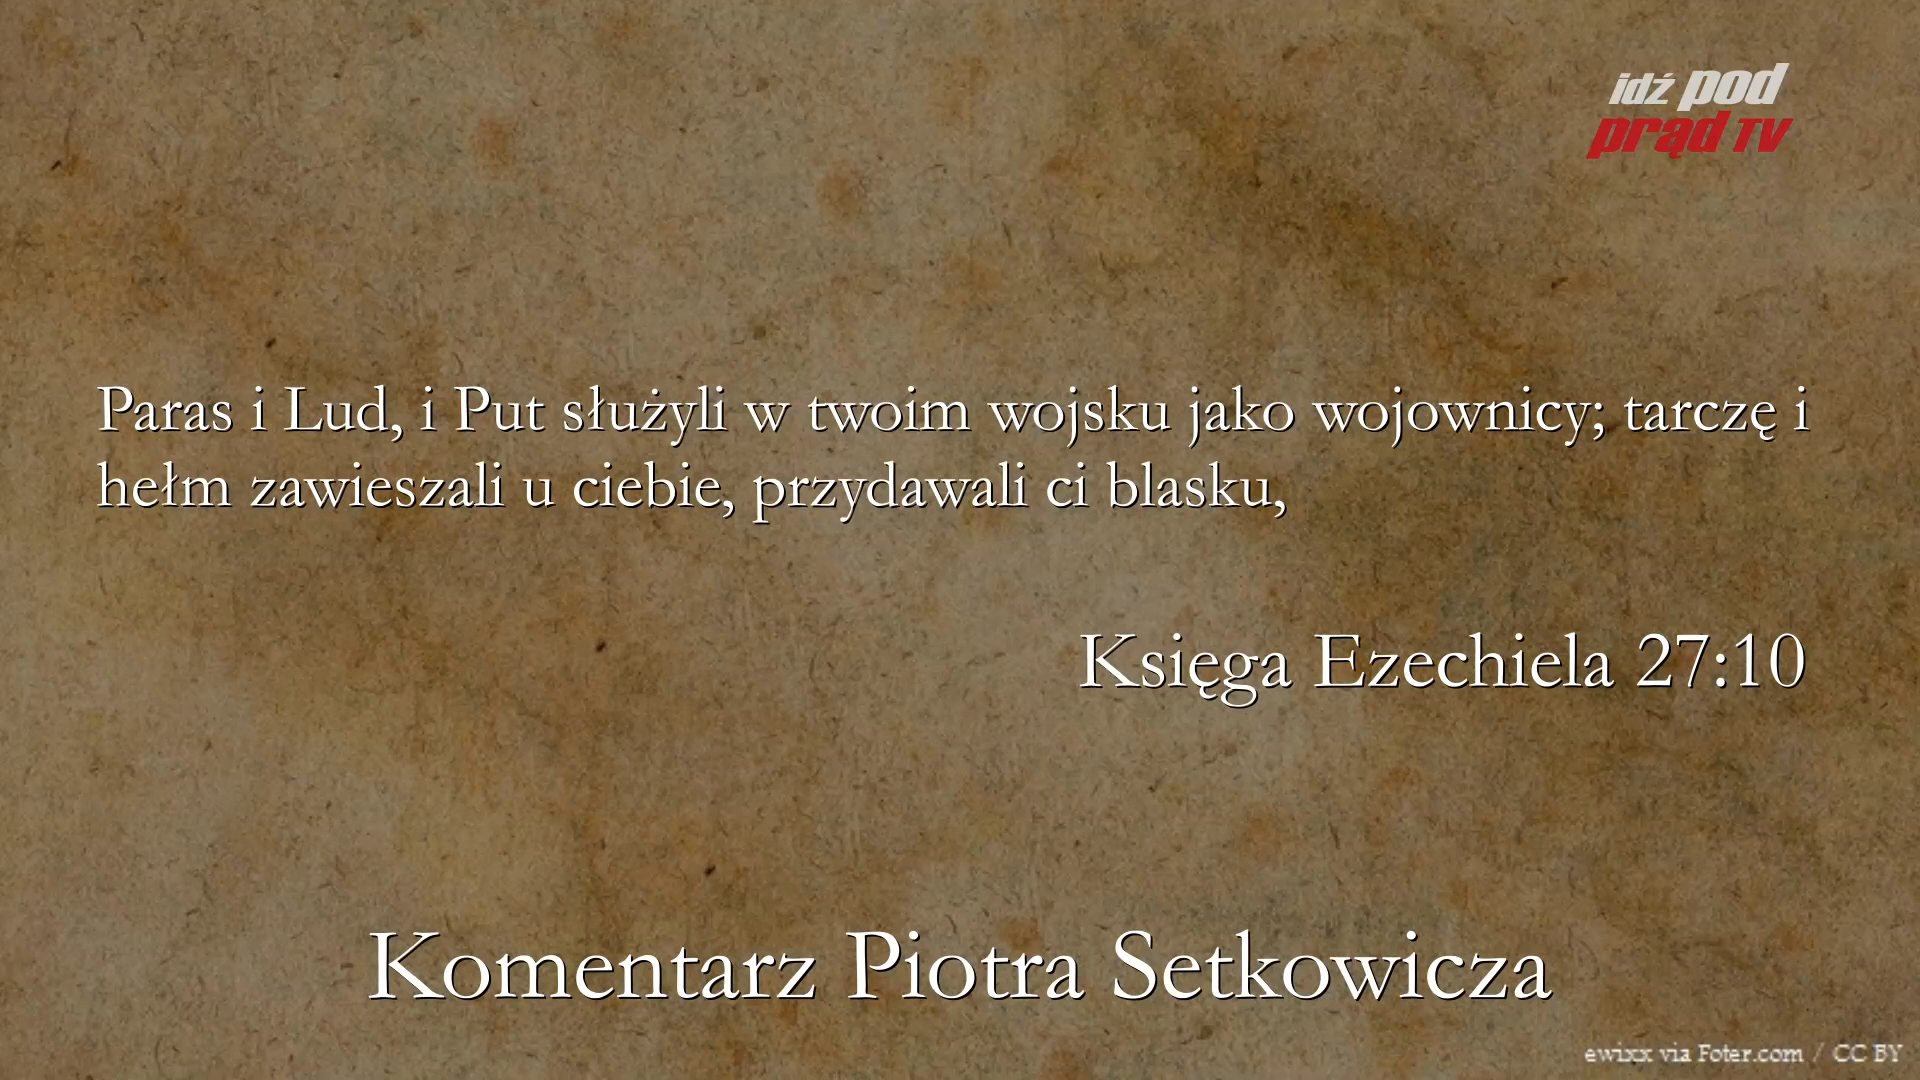 idź pod
prąd TV
Paras i Lud, i Put służyli w twoim wojsku jako wojownicy; tarczę i
hełm zawieszali u ciebie, przydawali ci blasku,
Księga Ezechiela 27:10
Komentarz Piotra Setkowicza
ewixx via Foter.com / CC BY